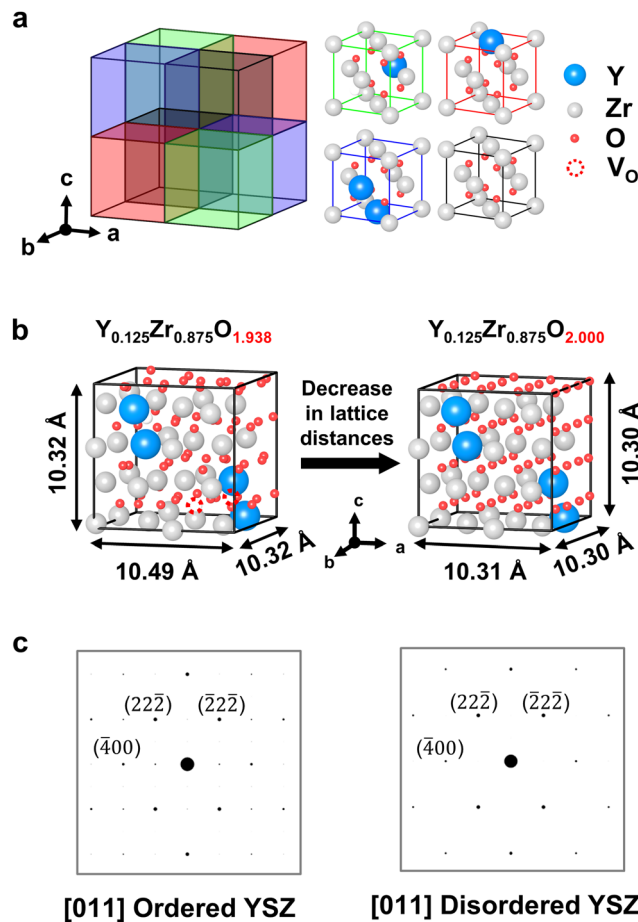 a
Y
Zr
O
V_O
c
b
a
b
Y₀.₁₂₅Zr₀.₈₇₅O₁.₉₃₈
Y₀.₁₂₅Zr₀.₈₇₅O₂.₀₀₀
Decrease
in lattice
distances
10.32 Å
10.30 Å
10.49 Å
10.32 Å
c
b
a
10.31 Å
10.30 Å
c
(222̅)
(2̅22̅)
(4̅00)
(222̅)
(2̅22̅)
(4̅00)
[011] Ordered YSZ
[011] Disordered YSZ